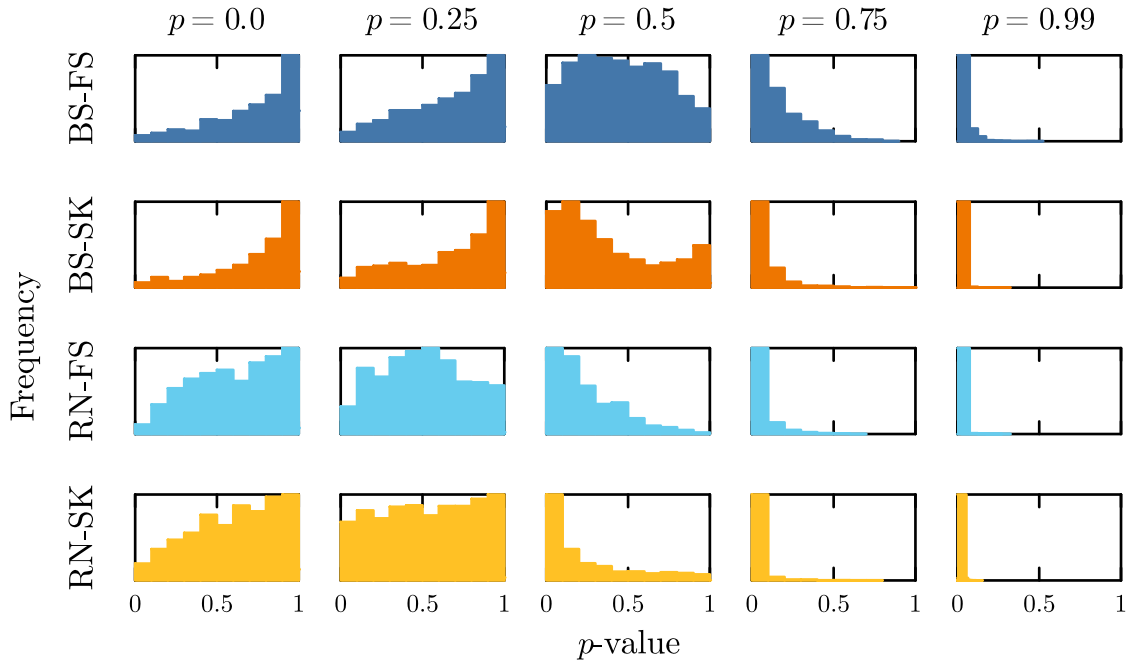 p = 0.0 p = 0.25 p = 0.5 p = 0.75 p = 0.99
BS-FS
BS-SK
RN-FS
RN-SK
Frequency
0 0.5 1 0 0.5 1 0 0.5 1 0 0.5 1 0 0.5 1
p-value